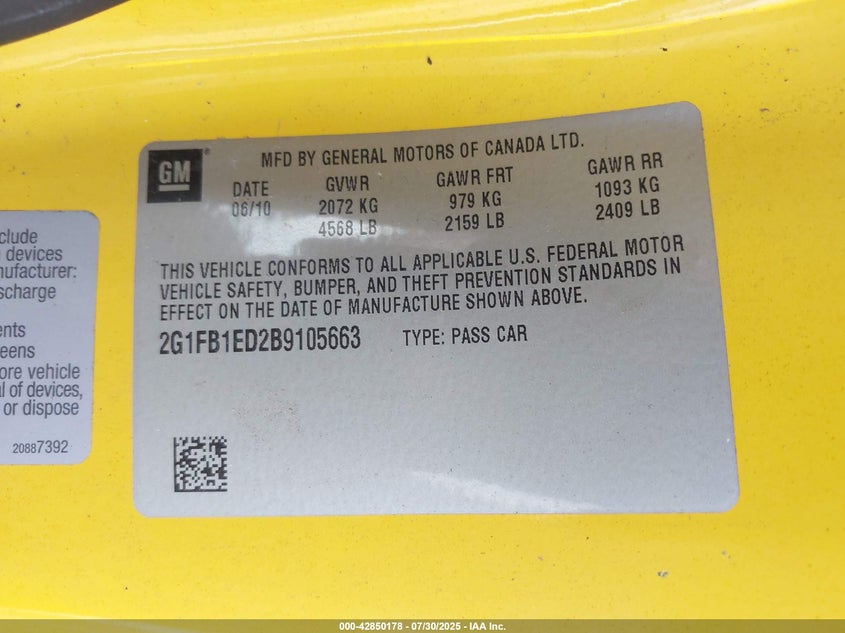 GM
MFD BY GENERAL MOTORS OF CANADA LTD.
DATE GVWR GAWR FRT GAWR RR
06/10 2072 KG 979 KG 1093 KG
4568 LB 2159 LB 2409 LB
THIS VEHICLE CONFORMS TO ALL APPLICABLE U.S. FEDERAL MOTOR
VEHICLE SAFETY, BUMPER, AND THEFT PREVENTION STANDARDS IN
EFFECT ON THE DATE OF MANUFACTURE SHOWN ABOVE.
2G1FB1ED2B9105663 TYPE: PASS CAR
clude
devices
nufacturer:
scharge
ents
eens
ore vehicle
al of devices,
or dispose
20887392
000-42850178 - 07/30/2025 - IAA Inc.